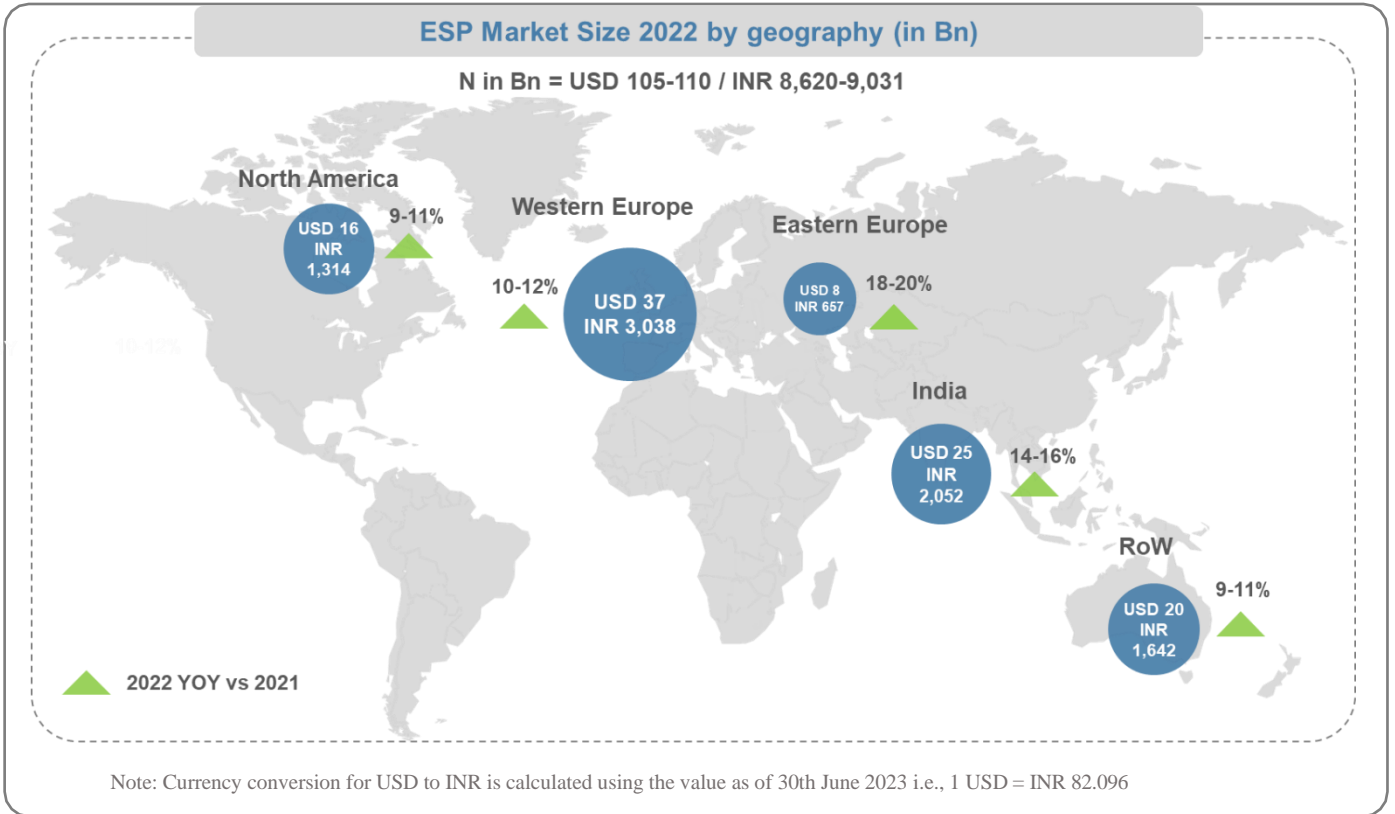 ESP Market Size 2022 by geography (in Bn)
N in Bn = USD 105-110 / INR 8,620-9,031
North America
USD 16
INR
1,314
9-11%
Western Europe
10-12%
USD 37
INR 3,038
Eastern Europe
USD 8
INR 657
18-20%
India
USD 25
INR
2,052
14-16%
RoW
USD 20
INR
1,642
9-11%
2022 YOY vs 2021
Note: Currency conversion for USD to INR is calculated using the value as of 30th June 2023 i.e., 1 USD = INR 82.096